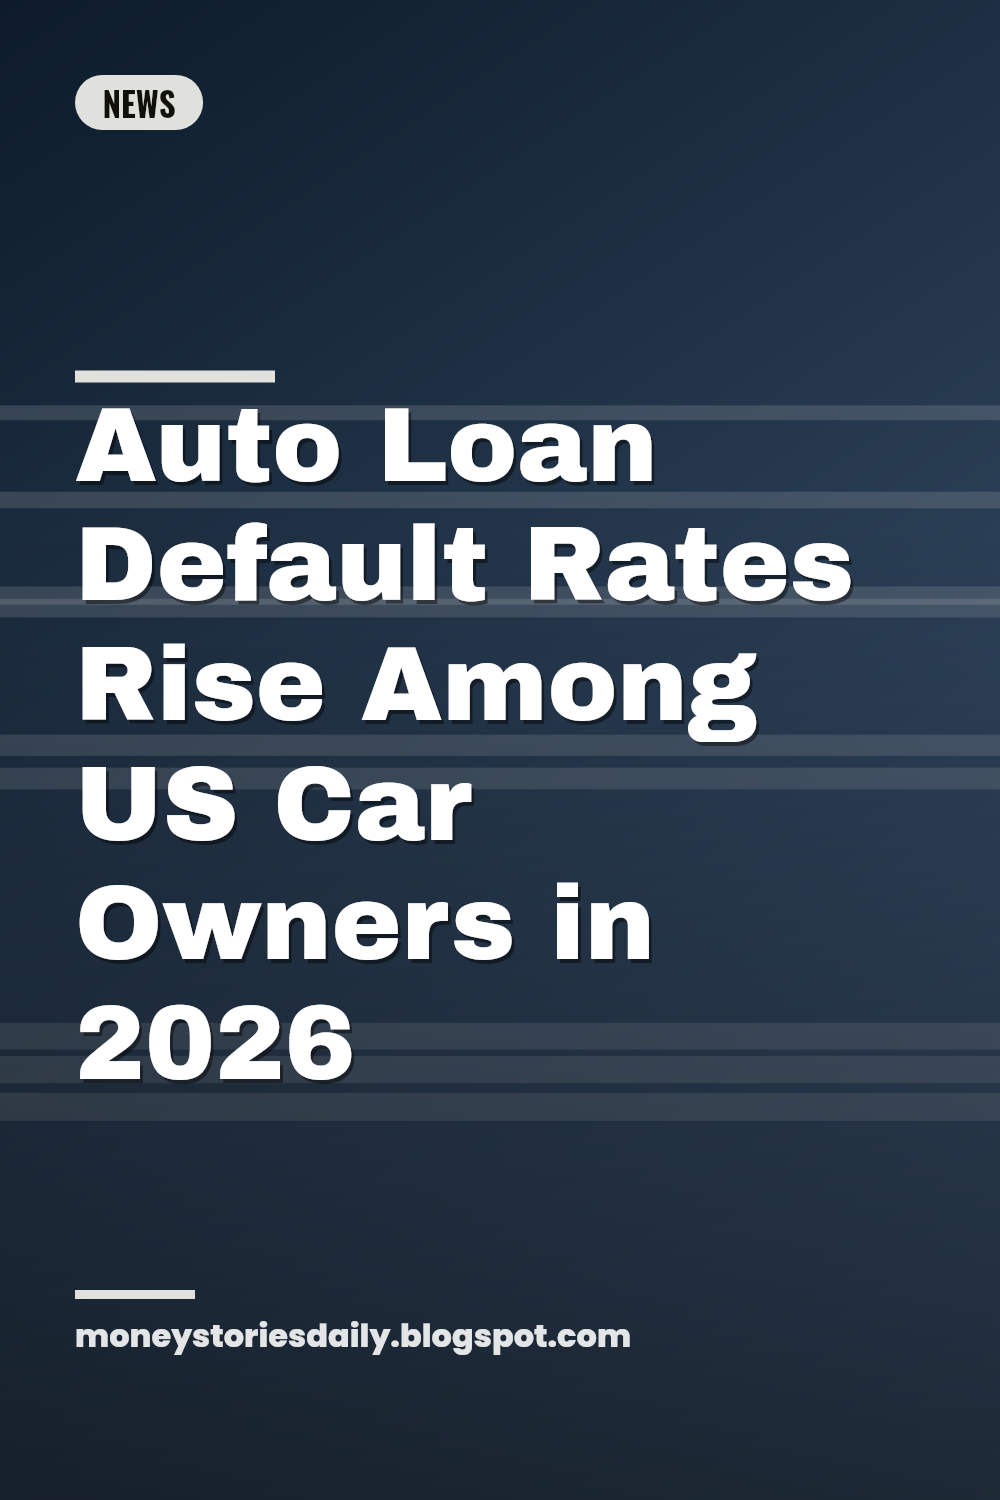 NEWS
Auto Loan
Default Rates
Rise Among
US Car
Owners in
2026
moneystoriesdaily.blogspot.com